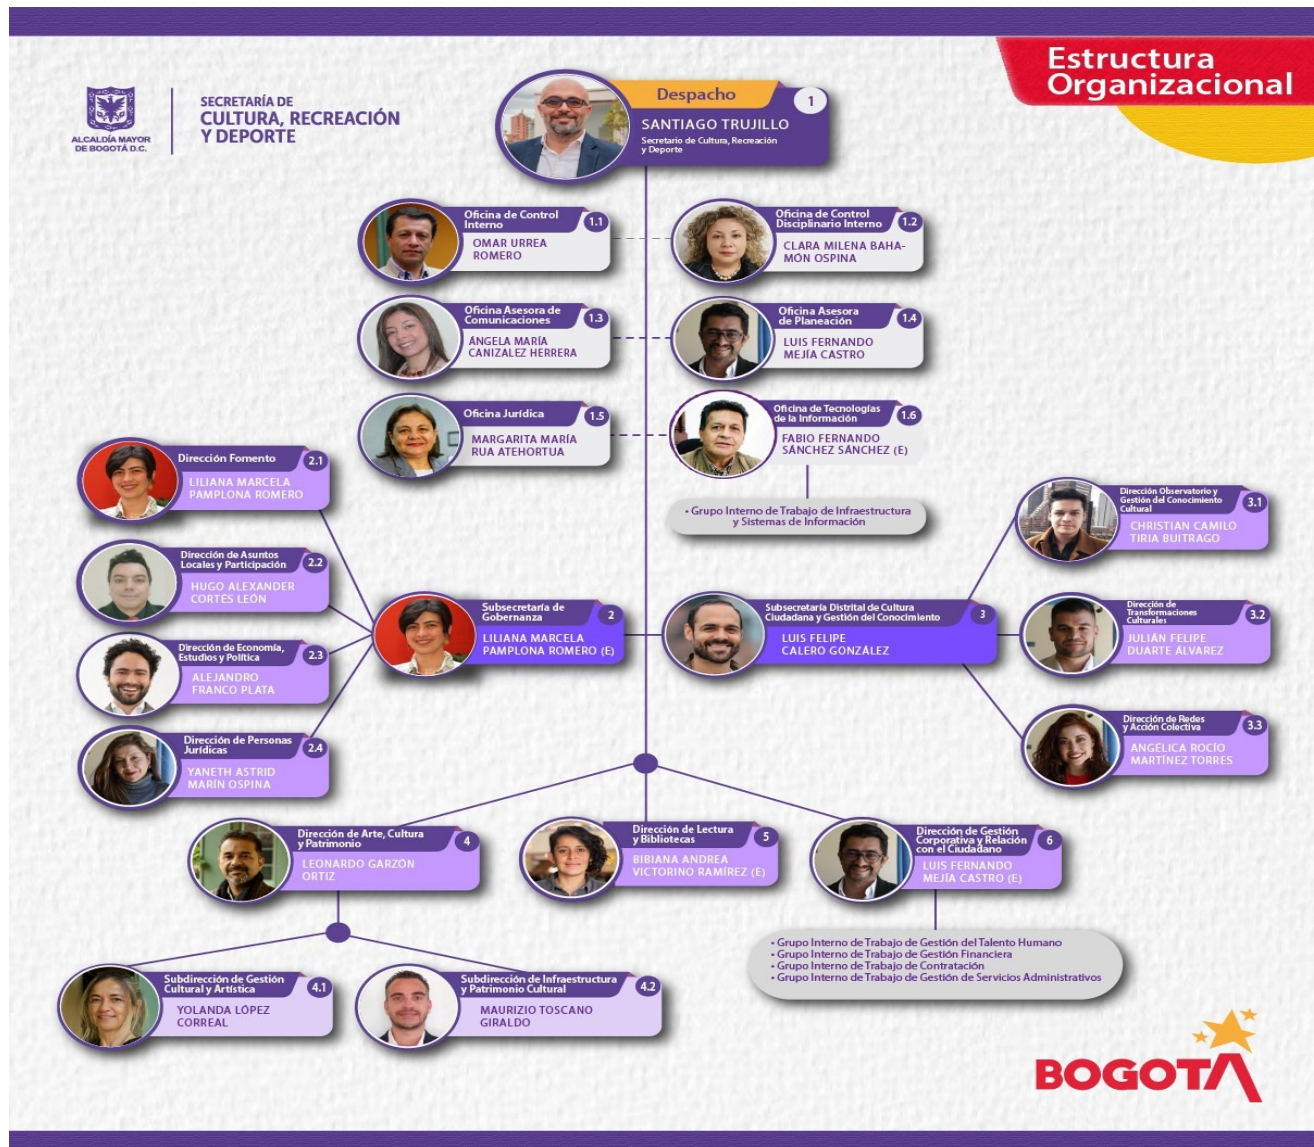 Estructura
Organizacional
ALCALDÍA MAYOR
DE BOGOTÁ D.C.
SECRETARÍA DE
CULTURA, RECREACIÓN
Y DEPORTE
Despacho
1
SANTIAGO TRUJILLO
Secretario de Cultura, Recreación
y Deporte
Oficina de Control
Interno
1.1
OMAR URREA
ROMERO
Oficina de Control
Disciplinario Interno
1.2
CLARA MILENA BAHA-
MÓN OSPINA
Oficina Asesora de
Comunicaciones
1.3
ÁNGELA MARÍA
CANIZALEZ HERRERA
Oficina Asesora
de Planeación
1.4
LUIS FERNANDO
MEJÍA CASTRO
Oficina Jurídica
1.5
MARGARITA MARÍA
RUA ATEHORTUA
Oficina de Tecnologías
de la Información
1.6
FABIO FERNANDO
SÁNCHEZ SÁNCHEZ (E)
• Grupo Interno de Trabajo de Infraestructura
y Sistemas de Información
Dirección Fomento
2.1
LILIANA MARCELA
PAMPLONA ROMERO
Dirección de Asuntos
Locales y Participación
2.2
HUGO ALEXANDER
CORTÉS LEÓN
Dirección de Economía,
Estudios y Política
2.3
ALEJANDRO
FRANCO PLATA
Dirección de Personas
Jurídicas
2.4
YANETH ASTRID
MARÍN OSPINA
Subsecretaría de
Gobernanza
2
LILIANA MARCELA
PAMPLONA ROMERO (E)
Subsecretaría Distrital de Cultura
Ciudadana y Gestión del Conocimiento
3
LUIS FELIPE
CALERO GONZÁLEZ
Dirección Observatorio y
Gestión del Conocimiento
Cultural
3.1
CHRISTIAN CAMILO
TIRIA BUITRAGO
Dirección de
Transformaciones
Culturales
3.2
JULIÁN FELIPE
DUARTE ÁLVAREZ
Dirección de Redes
y Acción Colectiva
3.3
ANGÉLICA ROCÍO
MARTÍNEZ TORRES
Dirección de Arte, Cultura
y Patrimonio
4
LEONARDO GARZÓN
ORTIZ
Dirección de Lectura
y Bibliotecas
5
BIBIANA ANDREA
VICTORINO RAMÍREZ (E)
Dirección de Gestión
Corporativa y Relación
con el Ciudadano
6
LUIS FERNANDO
MEJÍA CASTRO (E)
• Grupo Interno de Trabajo de Gestión del Talento Humano
• Grupo Interno de Trabajo de Gestión Financiera
• Grupo Interno de Trabajo de Contratación
• Grupo Interno de Trabajo de Gestión de Servicios Administrativos
Subdirección de Gestión
Cultural y Artística
4.1
YOLANDA LÓPEZ
CORREAL
Subdirección de Infraestructura
y Patrimonio Cultural
4.2
MAURIZIO TOSCANO
GIRALDO
BOGOTÁ